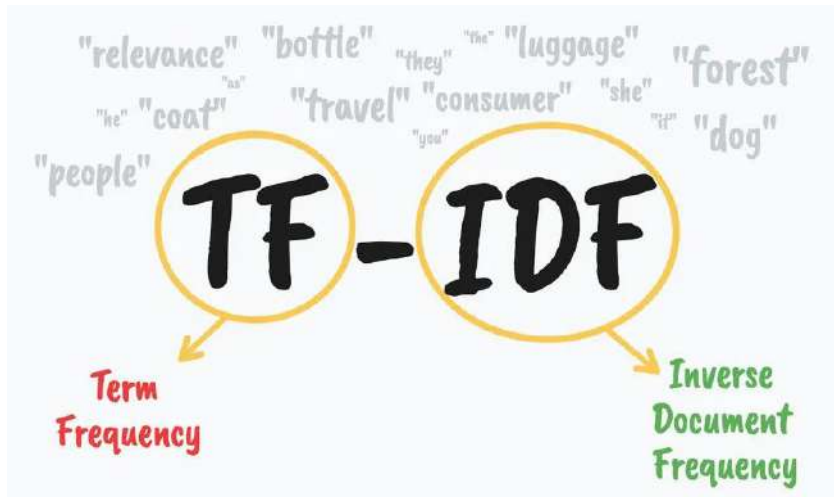 "relevance" "bottle" "they" "the" "luggage" "forest"
"he" "coat" "as" "travel" "consumer" "she" "it" "dog"
"people" "you"
TF - IDF
Term
Frequency
Inverse
Document
Frequency